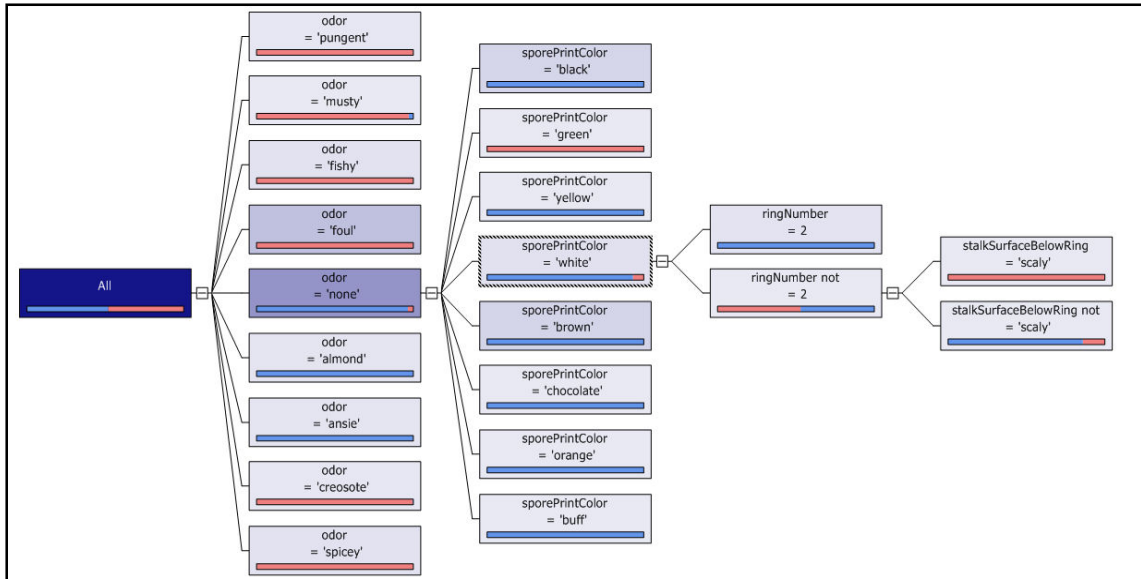 All
odor
= 'pungent'
odor
= 'musty'
odor
= 'fishy'
odor
= 'foul'
odor
= 'none'
odor
= 'almond'
odor
= 'ansie'
odor
= 'creosote'
odor
= 'spicey'
sporePrintColor
= 'black'
sporePrintColor
= 'green'
sporePrintColor
= 'yellow'
sporePrintColor
= 'white'
sporePrintColor
= 'brown'
sporePrintColor
= 'chocolate'
sporePrintColor
= 'orange'
sporePrintColor
= 'buff'
ringNumber
= 2
ringNumber not
= 2
stalkSurfaceBelowRing
= 'scaly'
stalkSurfaceBelowRing not
= 'scaly'